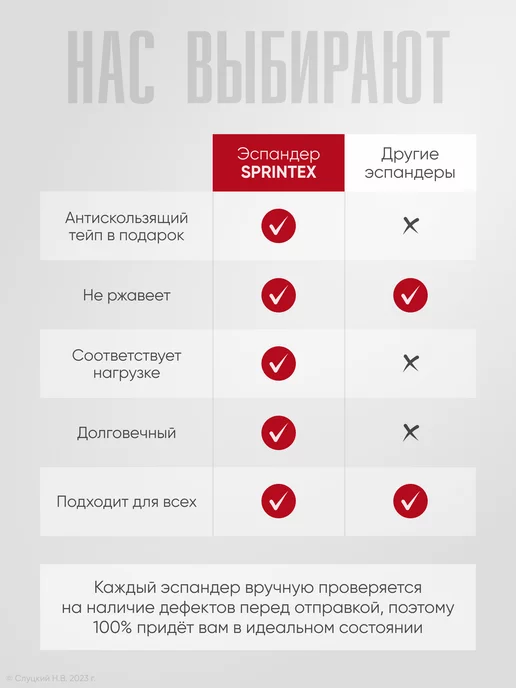 НАС ВЫБИРАЮТ
Эспандер
SPRINTEX
Другие
эспандеры
Антискользящий
тейп в подарок
Не ржавеет
Соответствует
нагрузке
Долговечный
Подходит для всех
Каждый эспандер вручную проверяется
на наличие дефектов перед отправкой, поэтому
100% придёт вам в идеальном состоянии
© Слуцкий Н.В. 2023 г.